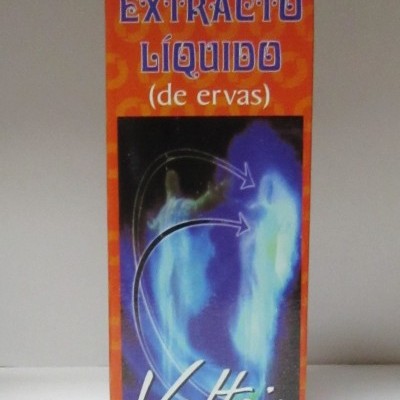 EXTRACTO
LÍQUIDO
(de ervas)